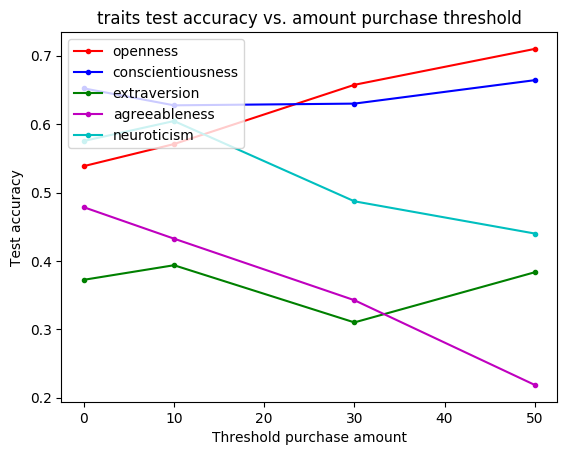 traits test accuracy vs. amount purchase threshold
openness
conscientiousness
extraversion
agreeableness
neuroticism
Test accuracy
0.7
0.6
0.5
0.4
0.3
0.2
0 10 20 30 40 50
Threshold purchase amount